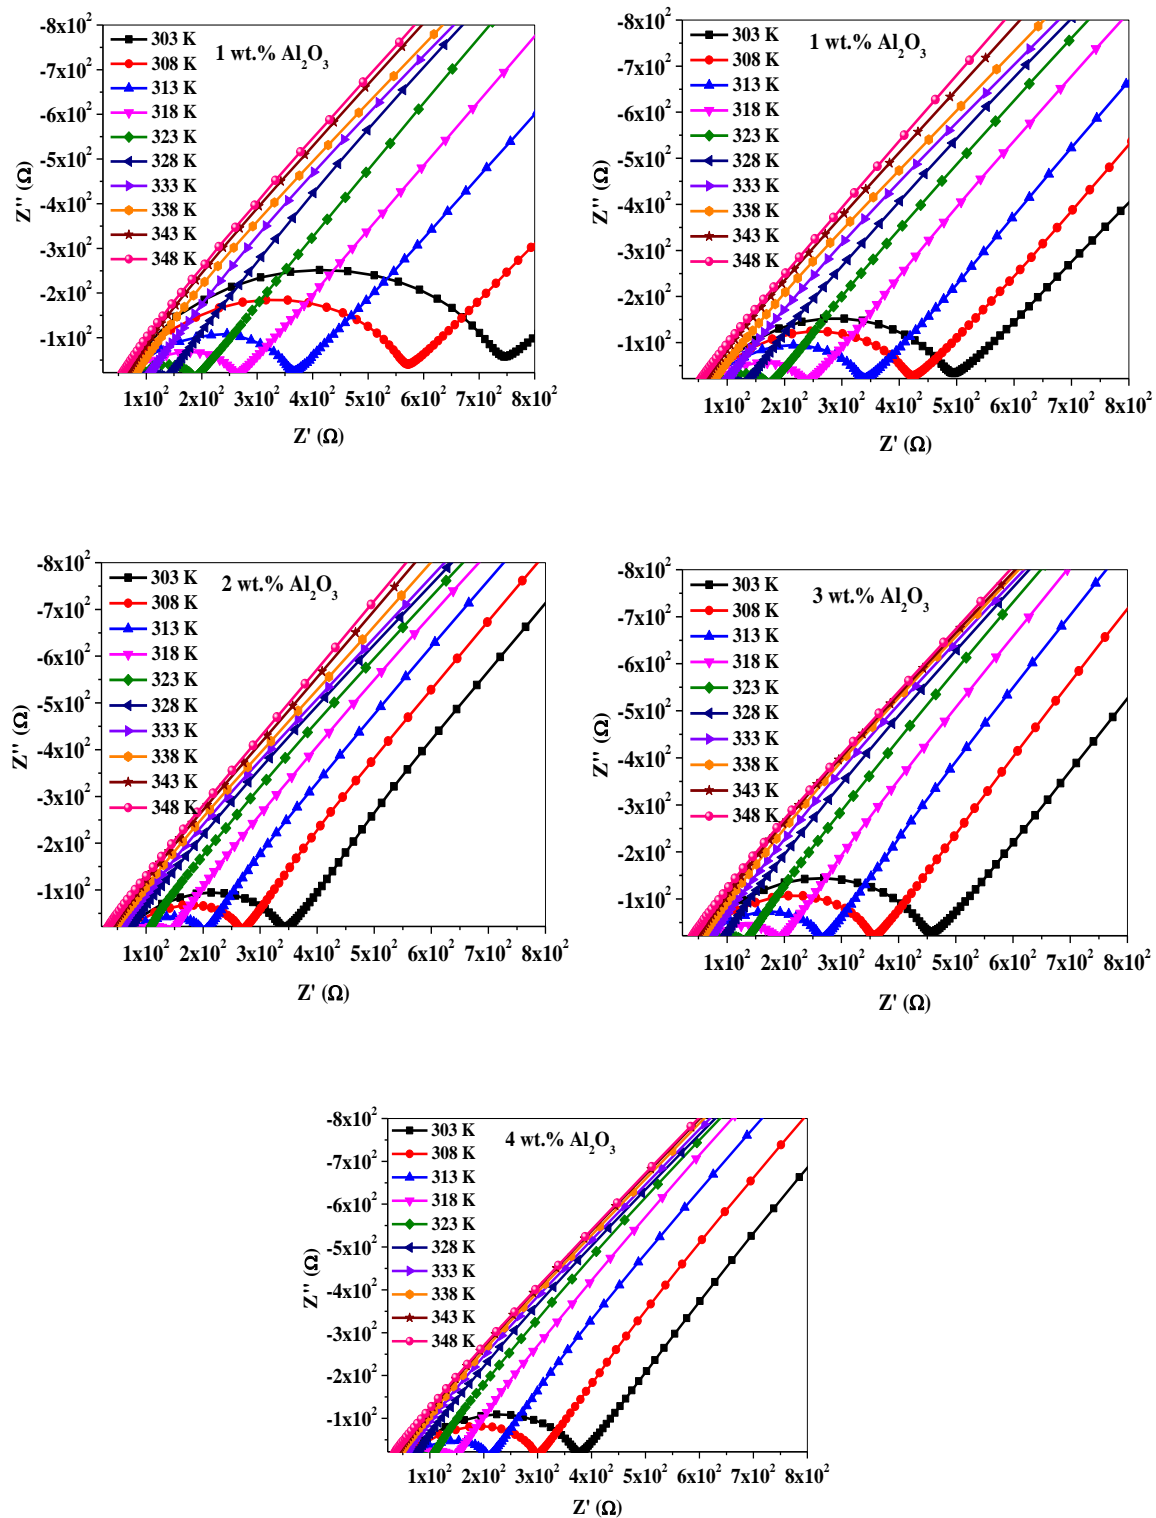 1 wt.% Al₂O₃
303 K
308 K
313 K
318 K
323 K
328 K
333 K
338 K
343 K
348 K
-8x10²
-7x10²
-6x10²
-5x10²
-4x10²
-3x10²
-2x10²
-1x10²
Z'' (Ω)
1x10² 2x10² 3x10² 4x10² 5x10² 6x10² 7x10² 8x10²
Z' (Ω)
1 wt.% Al₂O₃
303 K
308 K
313 K
318 K
323 K
328 K
333 K
338 K
343 K
348 K
-8x10²
-7x10²
-6x10²
-5x10²
-4x10²
-3x10²
-2x10²
-1x10²
Z'' (Ω)
1x10² 2x10² 3x10² 4x10² 5x10² 6x10² 7x10² 8x10²
Z' (Ω)
2 wt.% Al₂O₃
303 K
308 K
313 K
318 K
323 K
328 K
333 K
338 K
343 K
348 K
-8x10²
-7x10²
-6x10²
-5x10²
-4x10²
-3x10²
-2x10²
-1x10²
Z'' (Ω)
1x10² 2x10² 3x10² 4x10² 5x10² 6x10² 7x10² 8x10²
Z' (Ω)
3 wt.% Al₂O₃
303 K
308 K
313 K
318 K
323 K
328 K
333 K
338 K
343 K
348 K
-8x10²
-7x10²
-6x10²
-5x10²
-4x10²
-3x10²
-2x10²
-1x10²
Z'' (Ω)
1x10² 2x10² 3x10² 4x10² 5x10² 6x10² 7x10² 8x10²
Z' (Ω)
4 wt.% Al₂O₃
303 K
308 K
313 K
318 K
323 K
328 K
333 K
338 K
343 K
348 K
-8x10²
-7x10²
-6x10²
-5x10²
-4x10²
-3x10²
-2x10²
-1x10²
Z'' (Ω)
1x10² 2x10² 3x10² 4x10² 5x10² 6x10² 7x10² 8x10²
Z' (Ω)